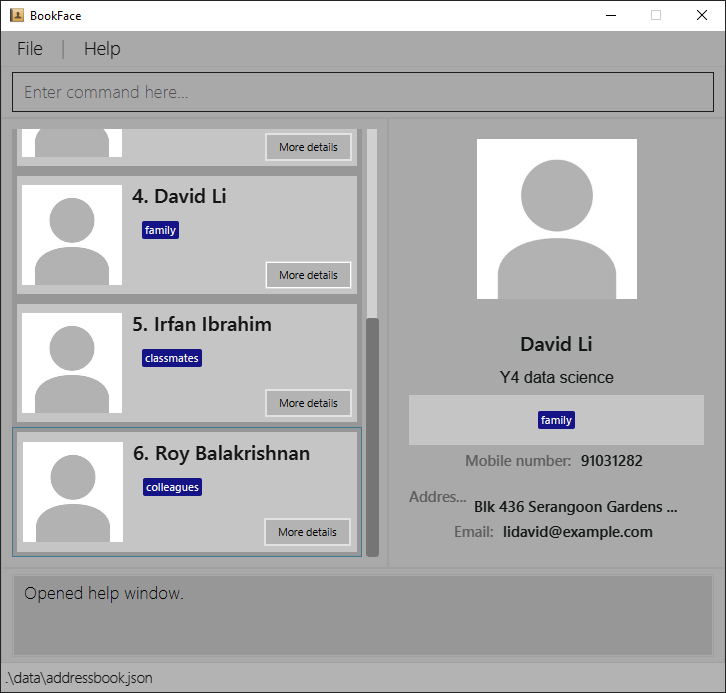 BookFace
File | Help
Enter command here...
More details
4. David Li
family
More details
5. Irfan Ibrahim
classmates
More details
6. Roy Balakrishnan
colleagues
More details
David Li
Y4 data science
family
Mobile number: 91031282
Addres... Blk 436 Serangoon Gardens ...
Email: lidavid@example.com
Opened help window.
.\data\addressbook.json